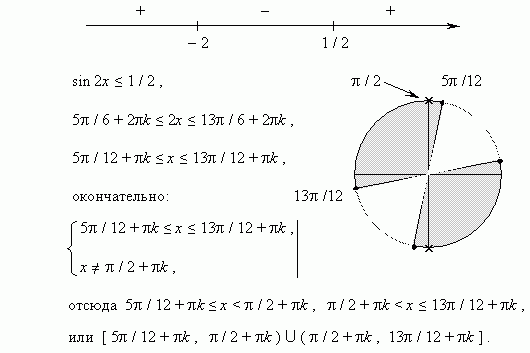 + − +
− 2 1 / 2
sin 2x ≤ 1 / 2 ,
π / 2 5π /12
5π / 6 + 2πk ≤ 2x ≤ 13π / 6 + 2πk ,
5π / 12 + πk ≤ x ≤ 13π / 12 + πk ,
окончательно: 13π /12
5π / 12 + πk ≤ x ≤ 13π / 12 + πk ,
x ≠ π / 2 + πk ,
отсюда 5π / 12 + πk ≤ x < π / 2 + πk , π / 2 + πk < x ≤ 13π / 12 + πk ,
или [ 5π / 12 + πk , π / 2 + πk ) U ( π / 2 + πk , 13π / 12 + πk ] .